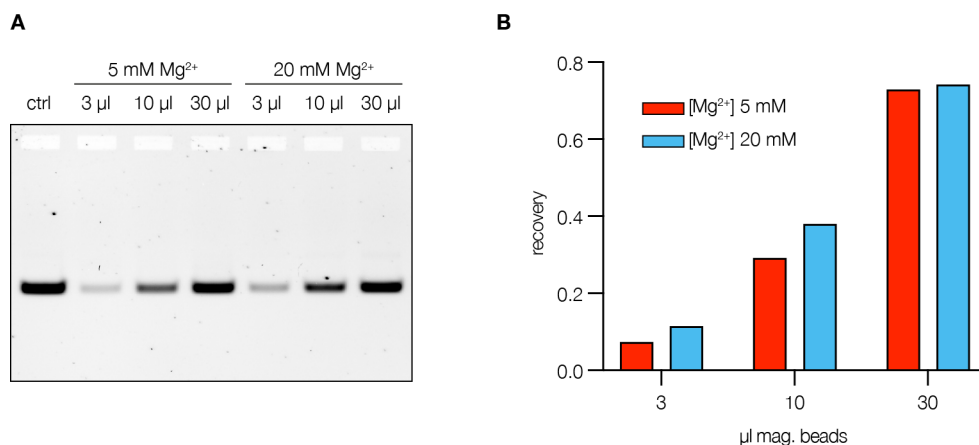 A
5 mM Mg²⁺ 20 mM Mg²⁺
ctrl 3 µl 10 µl 30 µl 3 µl 10 µl 30 µl
B
0.8
0.6
0.4
0.2
0.0
recovery
[Mg²⁺] 5 mM
[Mg²⁺] 20 mM
3 10 30
µl mag. beads